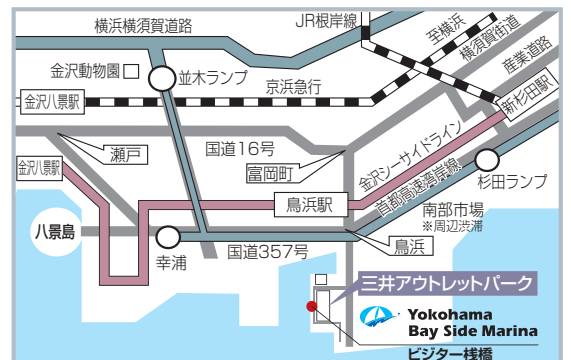 横浜横須賀道路
JR根岸線
至横浜
横須賀街道
産業道路
金沢動物園
並木ランプ
京浜急行
金沢八景駅
新杉田駅
瀬戸
国道16号
富岡町
金沢シーサイドライン
首都高速湾岸線
杉田ランプ
金沢八景駅
鳥浜駅
南部市場
※周辺渋滞
八景島
幸浦
国道357号
鳥浜
三井アウトレットパーク
Yokohama
Bay Side Marina
ビジター桟橋